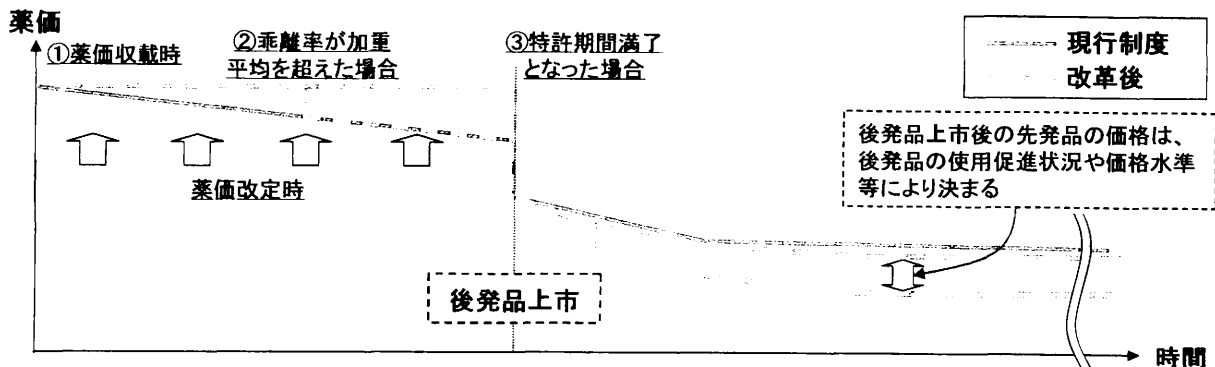 薬価
①薬価収載時
②乖離率が加重
平均を超えた場合
③特許期間満了
となった場合
現行制度
改革後
後発品上市後の先発品の価格は、
後発品の使用促進状況や価格水準
等により決まる
薬価改定時
後発品上市
時間